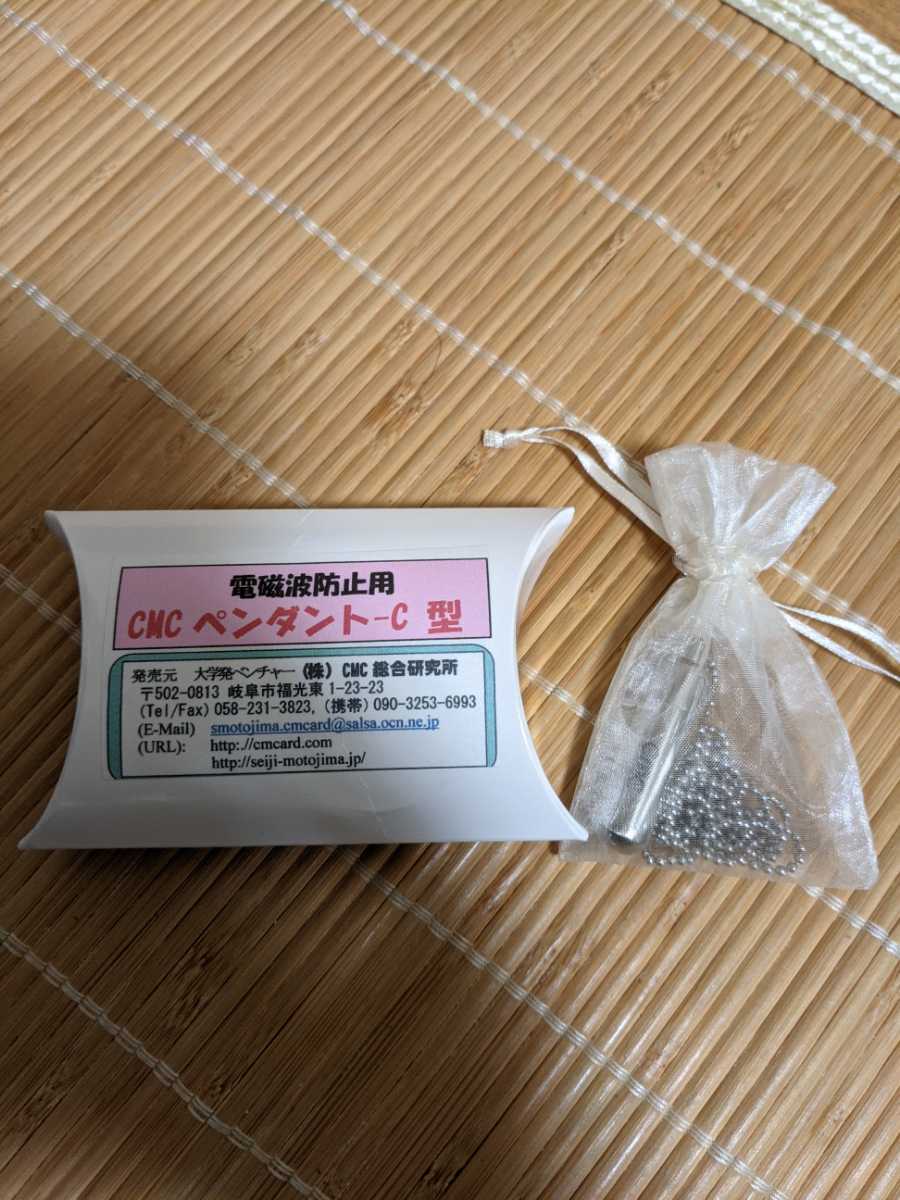 電磁波防止用
CMC ペンダント-C 型
発売元 大学発ベンチャー (株) CMC 総合研究所
〒502-0813 岐阜市福光東 1-23-23
(Tel/Fax) 058-231-3823, (携帯) 090-3253-6993
(E-Mail) smotojima.cmcard@salsa.ocn.ne.jp
(URL): http://cmcard.com
http://seiji-motojima.jp/